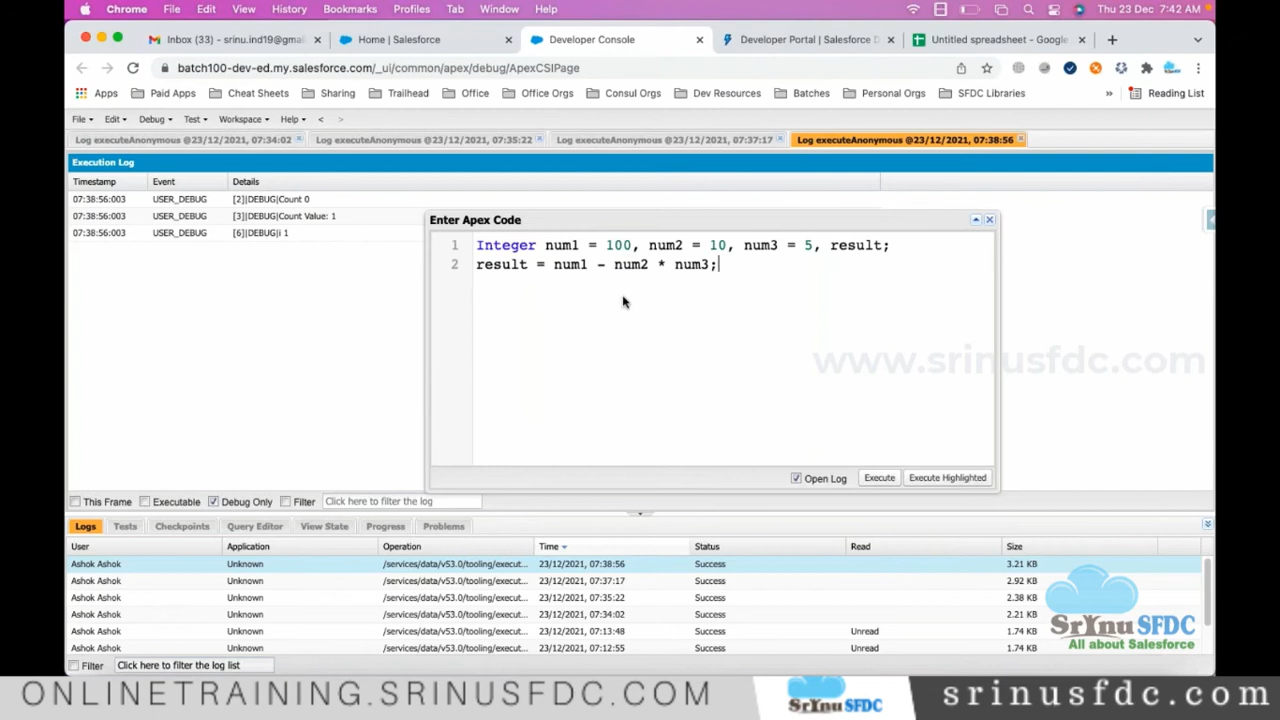 Chrome File Edit View History Bookmarks Profiles Tab Window Help Thu 23 Dec 7:42 AM
Inbox (33) - srinu.ind19@gmai Home | Salesforce Developer Console Developer Portal | Salesforce D Untitled spreadsheet - Google
batch100-dev-ed.my.salesforce.com/_ui/common/apex/debug/ApexCSIPage
Apps Paid Apps Cheat Sheets Sharing Trailhead Office Office Orgs Consul Orgs Dev Resources Batches Personal Orgs SFDC Libraries » Reading List
File Edit Debug Test Workspace Help < >
Log executeAnonymous @23/12/2021, 07:34:02 Log executeAnonymous @23/12/2021, 07:35:22 Log executeAnonymous @23/12/2021, 07:37:17 Log executeAnonymous @23/12/2021, 07:38:56
Execution Log
Timestamp Event Details
07:38:56:003 USER_DEBUG [2]|DEBUG|Count 0
07:38:56:003 USER_DEBUG [3]|DEBUG|Count Value: 1
07:38:56:003 USER_DEBUG [6]|DEBUG|i 1
Enter Apex Code
1 Integer num1 = 100, num2 = 10, num3 = 5, result;
2 result = num1 - num2 * num3;
www.srinusfdc.com
Open Log Execute Execute Highlighted
This Frame Executable Debug Only Filter Click here to filter the log
Logs Tests Checkpoints Query Editor View State Progress Problems
User Application Operation Time Status Read Size
Ashok Ashok Unknown /services/data/v53.0/tooling/execut... 23/12/2021, 07:38:56 Success 3.21 KB
Ashok Ashok Unknown /services/data/v53.0/tooling/execut... 23/12/2021, 07:37:17 Success 2.92 KB
Ashok Ashok Unknown /services/data/v53.0/tooling/execut... 23/12/2021, 07:35:22 Success 2.38 KB
Ashok Ashok Unknown /services/data/v53.0/tooling/execut... 23/12/2021, 07:34:02 Success 2.21 KB
Ashok Ashok Unknown /services/data/v53.0/tooling/execut... 23/12/2021, 07:13:48 Success Unread 1.74 KB
Ashok Ashok Unknown /services/data/v53.0/tooling/execut... 23/12/2021, 07:12:55 Success Unread 1.74 KB
SrYnu SFDC
All about Salesforce
Filter Click here to filter the log list
ONLINETRAINING.SRINUSFDC.COM SrYnu SFDC srinusfdc.com